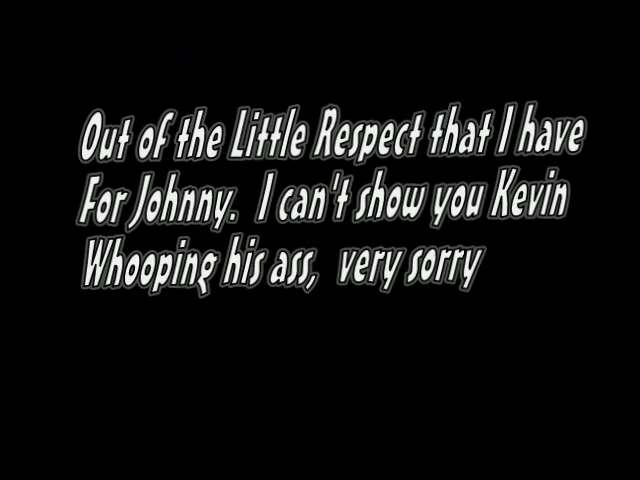 Out of the Little Respect that I have
For Johnny.  I can't show you Kevin
Whooping his ass,  very sorry